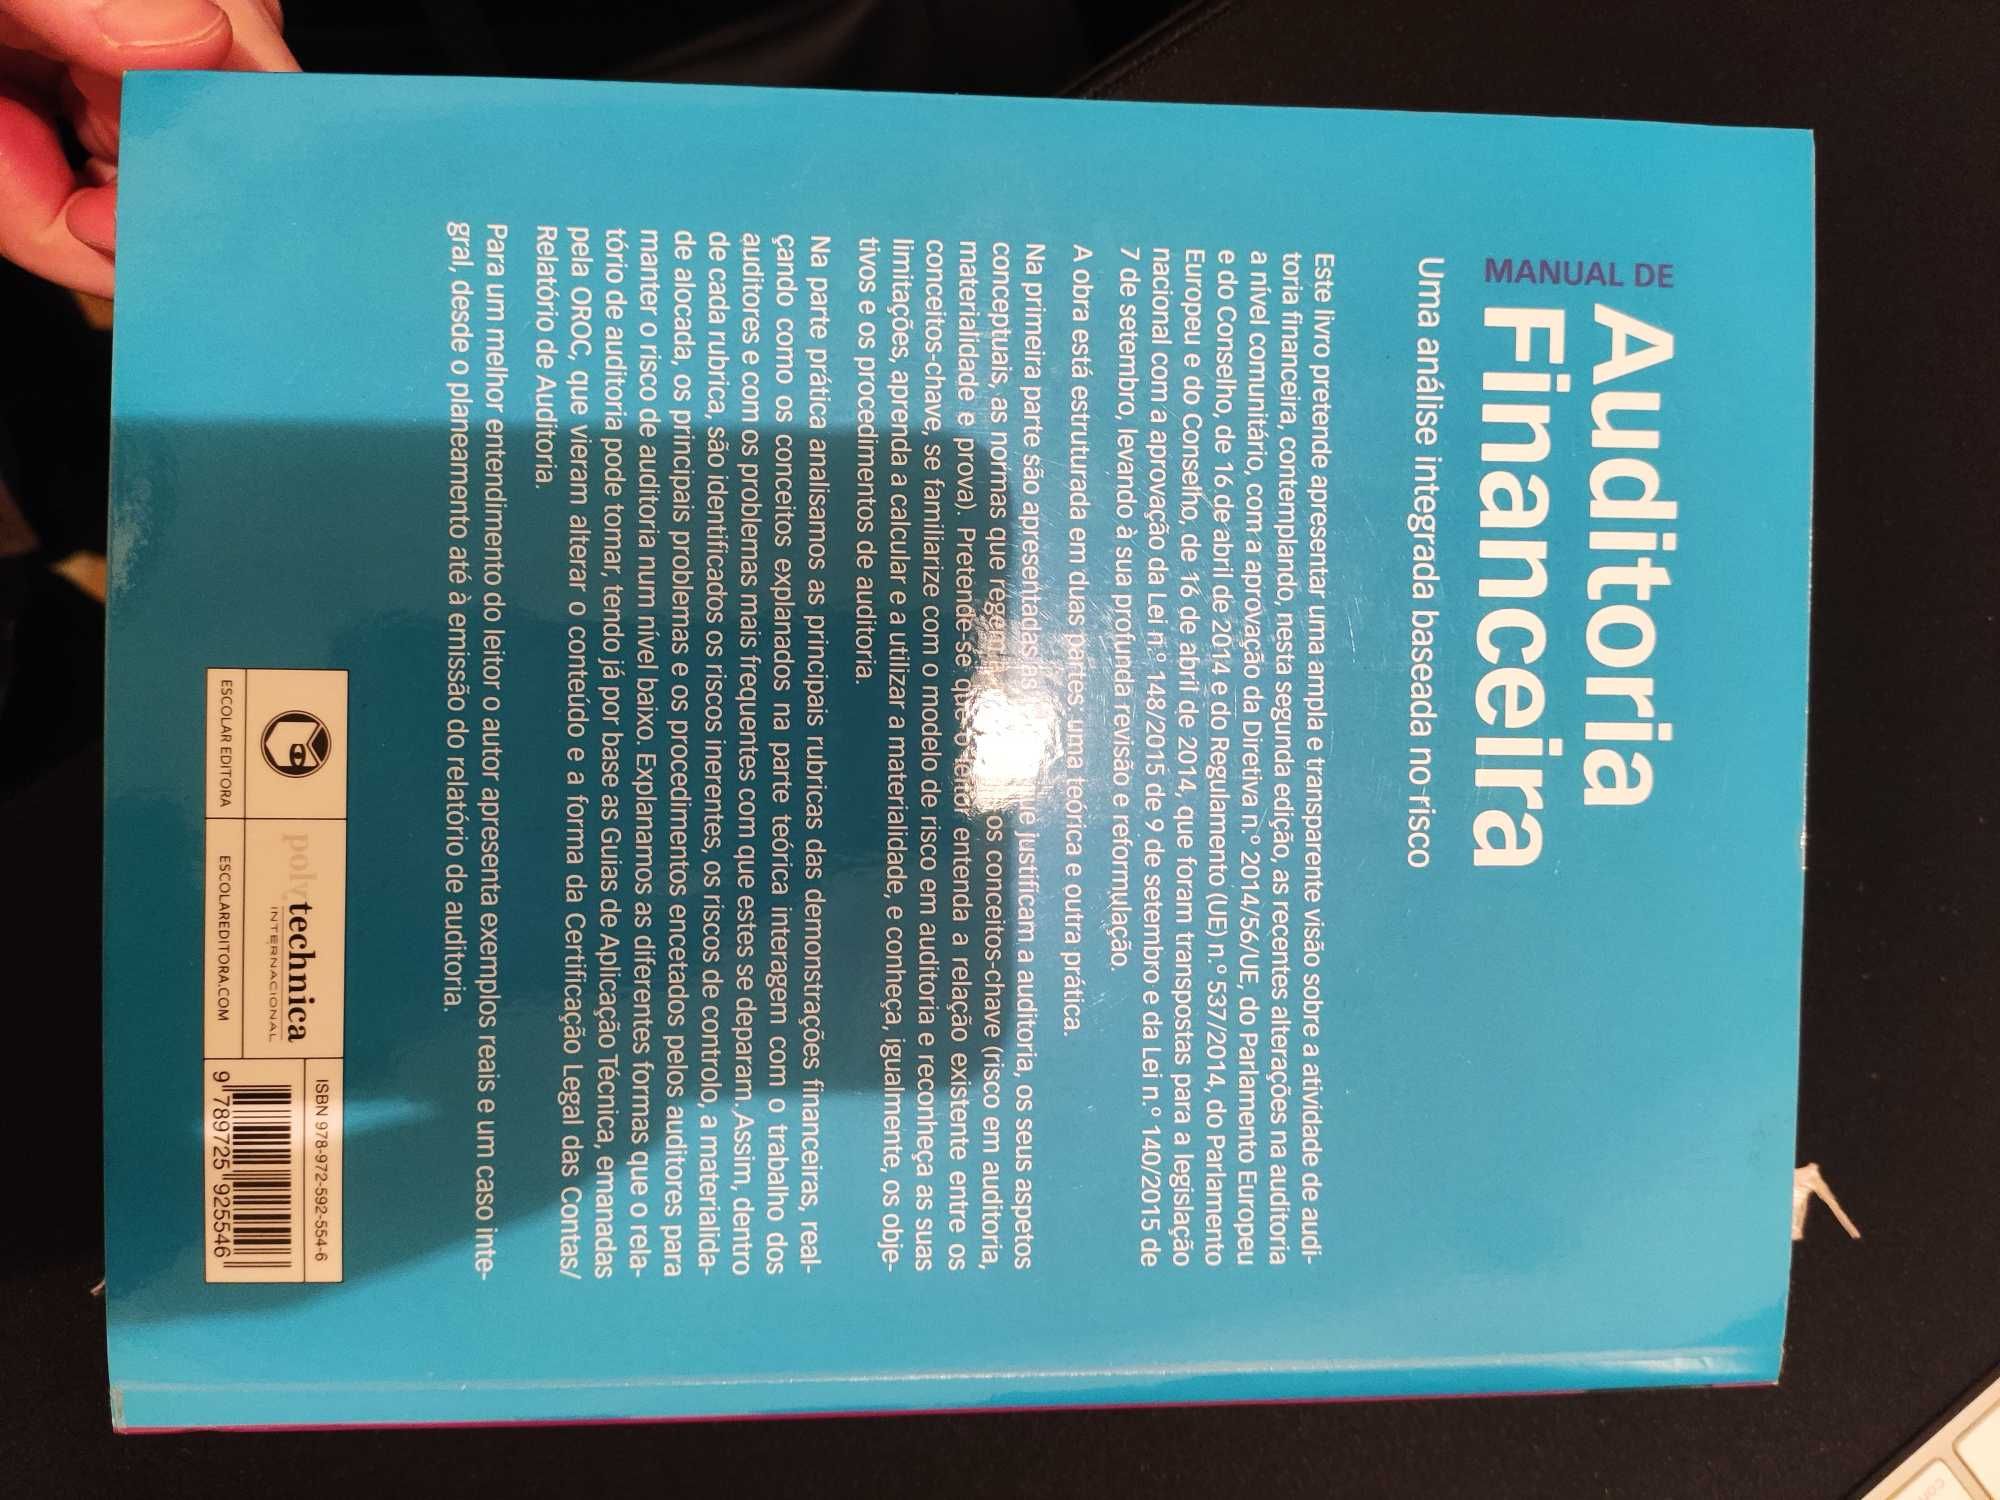 MANUAL DE
Auditoria
Financeira
Uma análise integrada baseada no risco
Este livro pretende apresentar uma ampla e transparente visão sobre a atividade de audi-
toria financeira, contemplando, nesta segunda edição, as recentes alterações na auditoria
a nível comunitário, com a aprovação da Diretiva n.º 2014/56/UE, do Parlamento Europeu
e do Conselho, de 16 de abril de 2014 e do Regulamento (UE) n.º 537/2014, do Parlamento
Europeu e do Conselho, de 16 de abril de 2014, que foram transpostas para a legislação
nacional com a aprovação da Lei n.º 148/2015 de 9 de setembro e da Lei n.º 140/2015 de
7 de setembro, levando à sua profunda revisão e reformulação.
A obra está estruturada em duas partes, uma teórica e outra prática.
Na primeira parte são apresentadas as que justificam a auditoria, os seus aspetos
conceptuais, as normas que regem a os conceitos-chave (risco em auditoria,
materialidade e prova). Pretende-se que o leitor entenda a relação existente entre os
conceitos-chave, se familiarize com o modelo de risco em auditoria e reconheça as suas
limitações, aprenda a calcular e a utilizar a materialidade, e conheça, igualmente, os obje-
tivos e os procedimentos de auditoria.
Na parte prática analisamos as principais rubricas das demonstrações financeiras, real-
çando como os conceitos explanados na parte teórica interagem com o trabalho dos
auditores e com os problemas mais frequentes com que estes se deparam. Assim, dentro
de cada rubrica, são identificados os riscos inerentes, os riscos de controlo, a materialida-
de alocada, os principais problemas e os procedimentos encetados pelos auditores para
manter o risco de auditoria num nível baixo. Explanamos as diferentes formas que o rela-
tório de auditoria pode tomar, tendo já por base as Guias de Aplicação Técnica, emanadas
pela OROC, que vieram alterar o conteúdo e a forma da Certificação Legal das Contas/
Relatório de Auditoria.
Para um melhor entendimento do leitor o autor apresenta exemplos reais e um caso inte-
gral, desde o planeamento até à emissão do relatório de auditoria.
ESCOLAR EDITORA
polytechnica
INTERNACIONAL
ESCOLAREDITORA.COM
ISBN 978-972-592-554-6
9 789725 925546